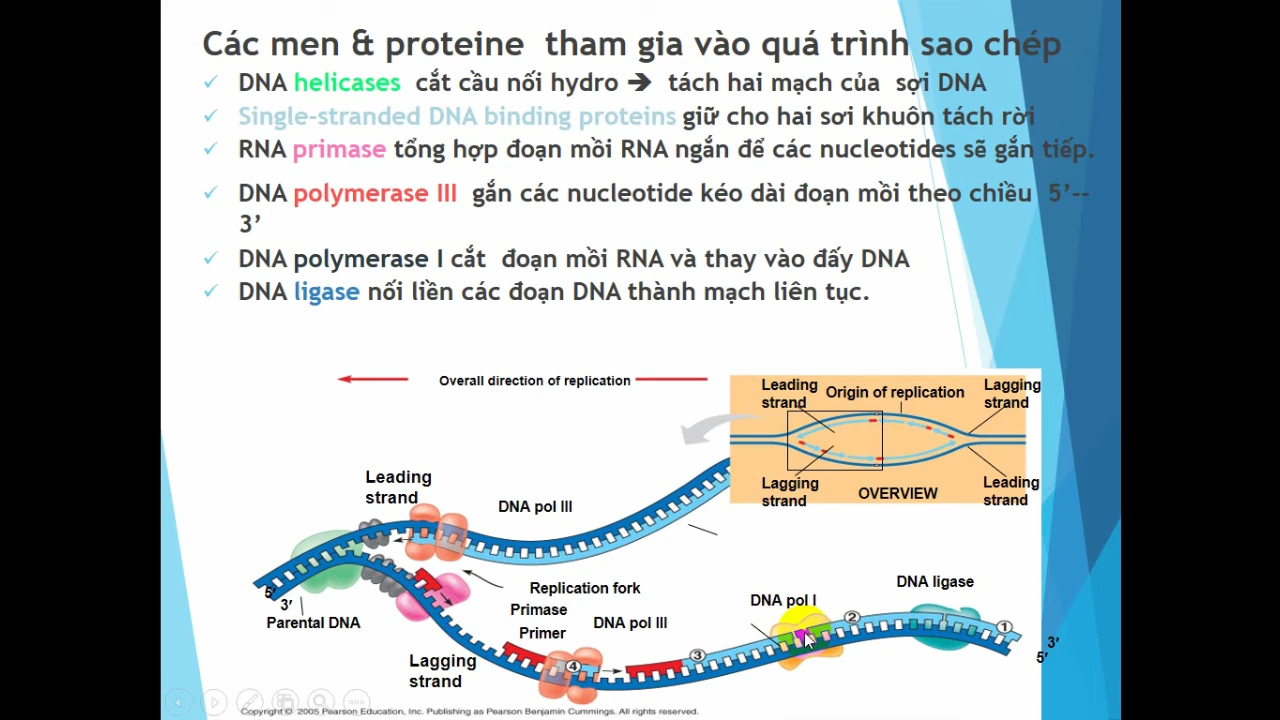 Các men & proteine tham gia vào quá trình sao chép
DNA helicases cắt cầu nối hydro ➔ tách hai mạch của sợi DNA
Single-stranded DNA binding proteins giữ cho hai sơi khuôn tách rời
RNA primase tổng hợp đoạn mồi RNA ngắn để các nucleotides sẽ gắn tiếp.
DNA polymerase III gắn các nucleotide kéo dài đoạn mồi theo chiều 5’--
3’
DNA polymerase I cắt đoạn mồi RNA và thay vào đấy DNA
DNA ligase nối liền các đoạn DNA thành mạch liên tục.
Overall direction of replication
Leading
strand
Origin of replication
Lagging
strand
Lagging
strand
OVERVIEW
Leading
strand
Leading
strand
DNA pol III
Replication fork
Primase
Primer
DNA pol III
DNA pol I
DNA ligase
5’
3’
Parental DNA
Lagging
strand
4
3
2
1
3’
5’
Copyright © 2005 Pearson Education, Inc. Publishing as Pearson Benjamin Cummings. All rights reserved.